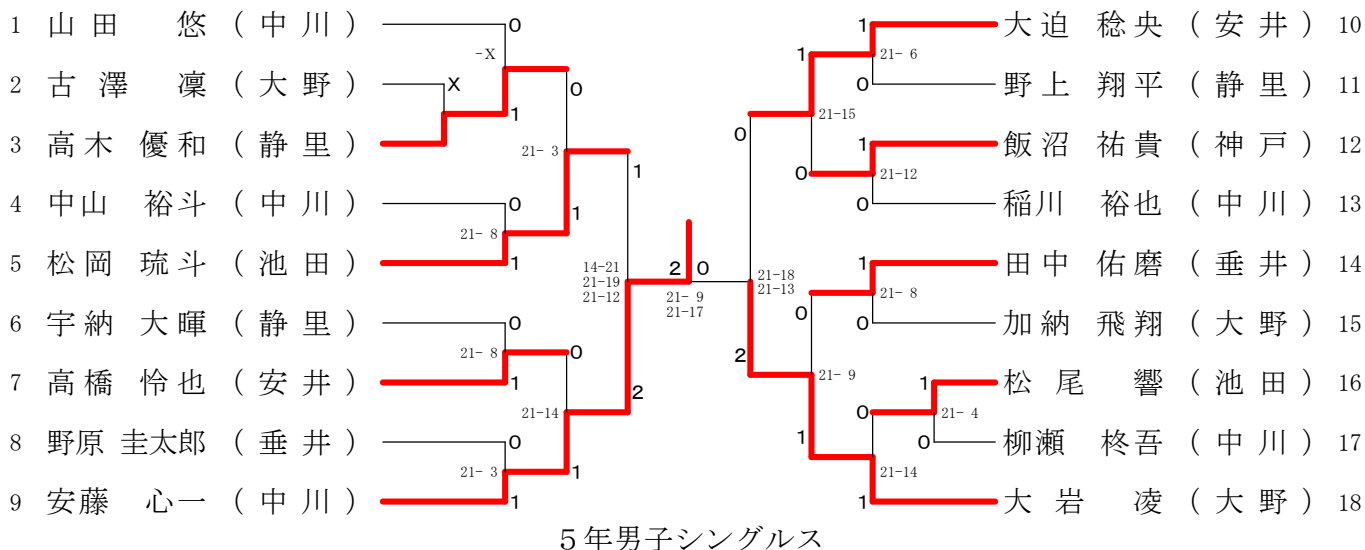 1 山田 悠 (中川)
2 古澤 凜 (大野)
3 高木 優和 (静里)
4 中山 裕斗 (中川)
5 松岡 琉斗 (池田)
6 宇納 大暉 (静里)
7 高橋 怜也 (安井)
8 野原 圭太郎 (垂井)
9 安藤 心一 (中川)
0
-X
X
1
0
21- 3
1
0
21- 8
1
1
0
21- 8
1
0
21-14
2
0
21- 3
1
1
14-21
21-19
21-12
2 0
21- 9
21-17
21-18
21-13
0
2
1
21-15
0
0
21- 9
1
1
21- 6
0
1
21-12
0
1
21- 8
0
1
21- 4
0
0
21-14
1
大迫 稔央 (安井) 10
野上 翔平 (静里) 11
飯沼 祐貴 (神戸) 12
稲川 裕也 (中川) 13
田中 佑磨 (垂井) 14
加納 飛翔 (大野) 15
松尾 響 (池田) 16
柳瀬 柊吾 (中川) 17
大岩 凌 (大野) 18
5年男子シングルス